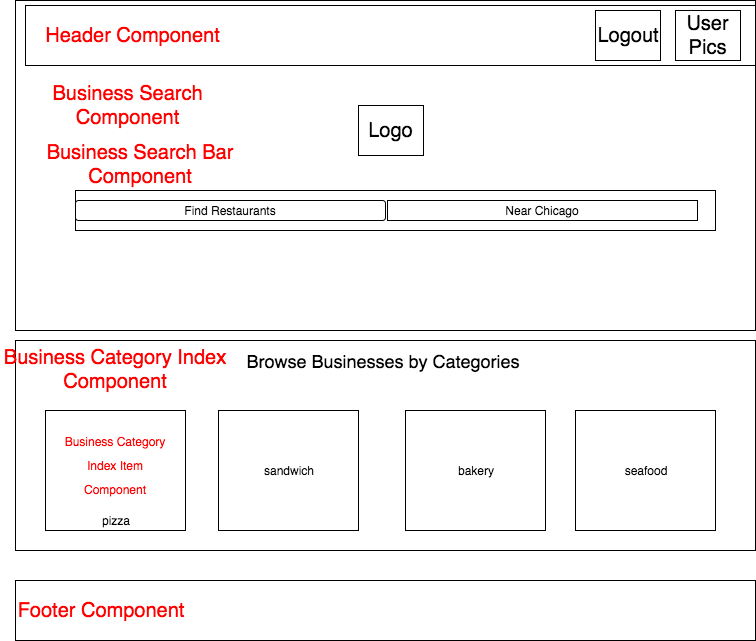 Header Component
Logout
User
Pics
Business Search
Component
Logo
Business Search Bar
Component
Find Restaurants
Near Chicago
Business Category Index
Component
Browse Businesses by Categories
Business Category
Index Item
Component
pizza
sandwich
bakery
seafood
Footer Component